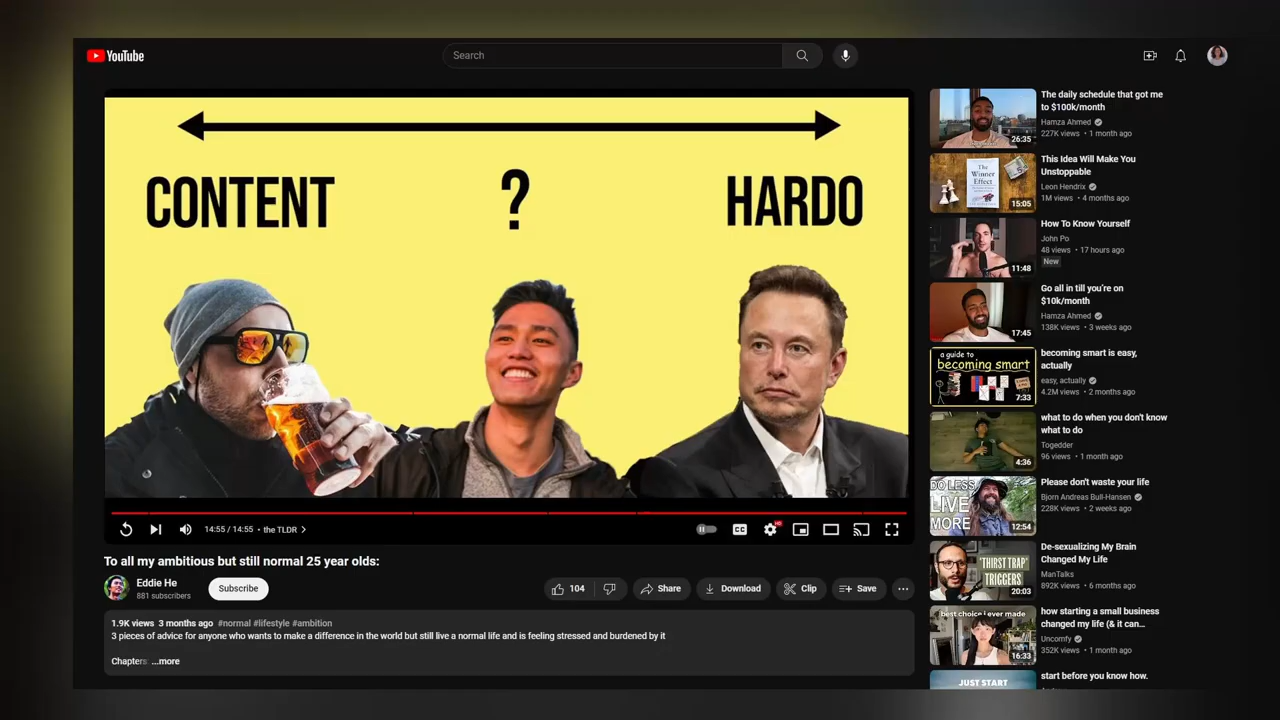 YouTube
Search
CONTENT ? HARDO
14:55 / 14:55 • the TLDR >
CC
HD
To all my ambitious but still normal 25 year olds:
Eddie He
881 subscribers
Subscribe
104
Share
Download
Clip
Save
1.9K views 3 months ago #normal #lifestyle #ambition
3 pieces of advice for anyone who wants to make a difference in the world but still live a normal life and is feeling stressed and burdened by it
Chapters: ...more
26:35
The daily schedule that got me
to $100k/month
Hamza Ahmed
227K views • 1 month ago
The
Winner
Effect
15:05
This Idea Will Make You
Unstoppable
Leon Hendrix
1M views • 4 months ago
11:48
How To Know Yourself
John Po
48 views • 17 hours ago
New
17:45
Go all in till you're on
$10k/month
Hamza Ahmed
138K views • 3 weeks ago
a guide to
becoming smart
7:33
becoming smart is easy,
actually
easy, actually
4.2M views • 2 months ago
4:36
what to do when you don't know
what to do
Togedder
96 views • 1 month ago
DO LESS
LIVE
MORE
12:54
Please don't waste your life
Bjorn Andreas Bull-Hansen
228K views • 2 weeks ago
"THIRST TRAP"
TRIGGERS
20:03
De-sexualizing My Brain
Changed My Life
ManTalks
892K views • 6 months ago
best choice i ever made
16:33
how starting a small business
changed my life (& it can...
Uncomfy
352K views • 1 month ago
JUST START
start before you know how.